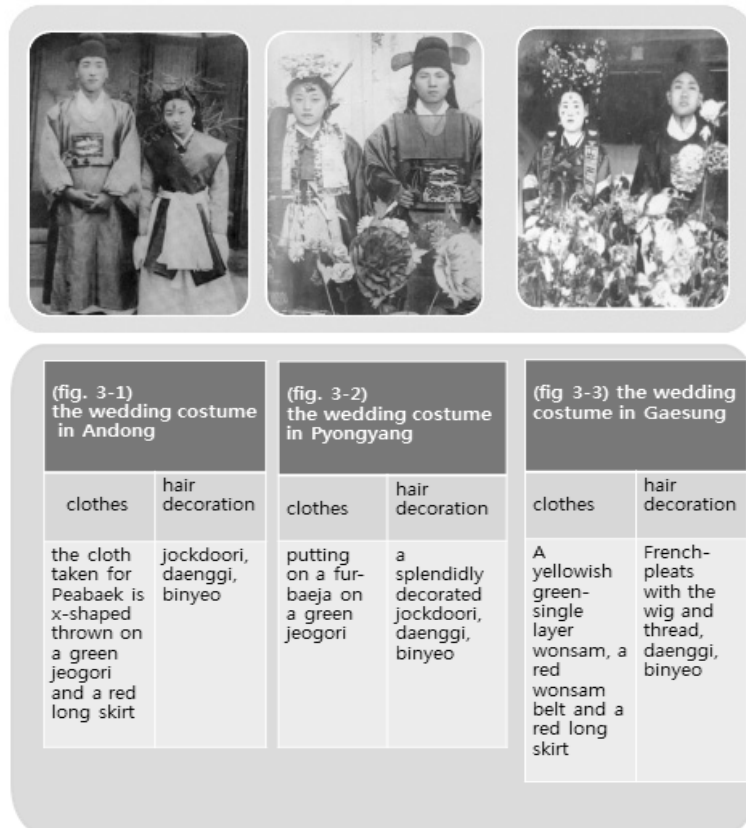 (fig. 3-1)
the wedding costume
in Andong
clothes
hair
decoration
the cloth
taken for
Peabaek is
x-shaped
thrown on
a green
jeogori
and a red
long skirt
jockdoori,
daenggi,
binyeo
(fig. 3-2)
the wedding costume
in Pyongyang
clothes
hair
decoration
putting
on a fur-
baeja on
a green
jeogori
a
splendidly
decorated
jockdoori,
daenggi,
binyeo
(fig 3-3) the wedding
costume in Gaesung
clothes
hair
decoration
A
yellowish
green-
single
layer
wonsam, a
red
wonsam
belt and a
red long
skirt
French-
pleats
with the
wig and
thread,
daenggi,
binyeo